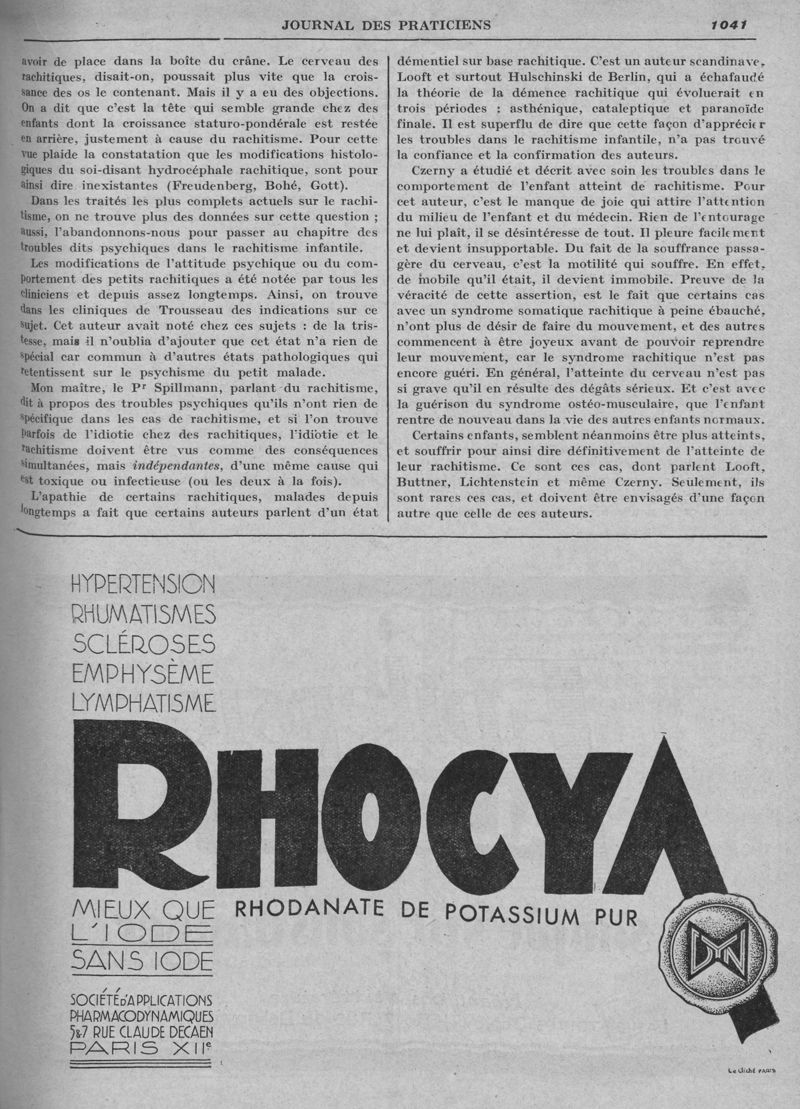 JOURNAL DES PRATICIENS
1041
avoir de place dans la boîte du crâne. Le cerveau des
rachitiques, disait-on, poussait plus vite que la crois-
sance des os le contenant. Mais il y a eu des objections.
On a dit que c'est la tête qui semble grande chez des
enfants dont la croissance staturo-pondérale est restée
en arrière, justement à cause du rachitisme. Pour cette
vue plaide la constatation que les modifications histolo-
giques du soi-disant hydrocéphale rachitique, sont pour
ainsi dire inexistantes (Freudenberg, Bohé, Gott).
Dans les traités les plus complets actuels sur le rachi-
tisme, on ne trouve plus des données sur cette question ;
aussi, l'abandonnons-nous pour passer au chapitre des
troubles dits psychiques dans le rachitisme infantile.
Les modifications de l'attitude psychique ou du com-
portement des petits rachitiques a été notée par tous les
cliniciens et depuis assez longtemps. Ainsi, on trouve
dans les cliniques de Trousseau des indications sur ce
sujet. Cet auteur avait noté chez ces sujets : de la tris-
tesse, mais il n'oublia d'ajouter que cet état n'a rien de
spécial car commun à d'autres états pathologiques qui
retentissent sur le psychisme du petit malade.
Mon maître, le Pr Spillmann, parlant du rachitisme,
dit à propos des troubles psychiques qu'ils n'ont rien de
spécifique dans les cas de rachitisme, et si l'on trouve
parfois de l'idiotie chez des rachitiques, l'idiotie et le
rachitisme doivent être vus comme des conséquences
simultanées, mais indépendantes, d'une même cause qui
est toxique ou infectieuse (ou les deux à la fois).
L'apathie de certains rachitiques, malades depuis
longtemps a fait que certains auteurs parlent d'un état
démentiel sur base rachitique. C'est un auteur scandinave,
Looft et surtout Hulschinski de Berlin, qui a échafaudé
la théorie de la démence rachitique qui évoluerait en
trois périodes : asthénique, cataleptique et paranoïde
finale. Il est superflu de dire que cette façon d'apprécier
les troubles dans le rachitisme infantile, n'a pas trouvé
la confiance et la confirmation des auteurs.
Czerny a étudié et décrit avec soin les troubles dans le
comportement de l'enfant atteint de rachitisme. Pour
cet auteur, c'est le manque de joie qui attire l'attention
du milieu de l'enfant et du médecin. Rien de l'entourage
ne lui plaît, il se désintéresse de tout. Il pleure facilement
et devient insupportable. Du fait de la souffrance passa-
gère du cerveau, c'est la motilité qui souffre. En effet,
de mobile qu'il était, il devient immobile. Preuve de la
véracité de cette assertion, est le fait que certains cas
avec un syndrome somatique rachitique à peine ébauché,
n'ont plus de désir de faire du mouvement, et des autres
commencent à être joyeux avant de pouvoir reprendre
leur mouvement, car le syndrome rachitique n'est pas
encore guéri. En général, l'atteinte du cerveau n'est pas
si grave qu'il en résulte des dégâts sérieux. Et c'est avec
la guérison du syndrome ostéo-musculaire, que l'enfant
rentre de nouveau dans la vie des autres enfants normaux.
Certains enfants, semblent néanmoins être plus atteints,
et souffrir pour ainsi dire définitivement de l'atteinte de
leur rachitisme. Ce sont ces cas, dont parlent Looft,
Buttner, Lichtenstein et même Czerny. Seulement, ils
sont rares ces cas, et doivent être envisagés d'une façon
autre que celle de ces auteurs.
HYPERTENSION
RHUMATISMES
SCLÉROSES
EMPHYSÈME
LYMPHATISME
RHOCYA
MIEUX QUE
L'IODE
SANS IODE
RHODANATE DE POTASSIUM PUR
DYN
SOCIÉTÉ D'APPLICATIONS
PHARMACODYNAMIQUES
5&7 RUE CLAUDE DECAEN
PARIS XIIe
Le Cliché PARIS